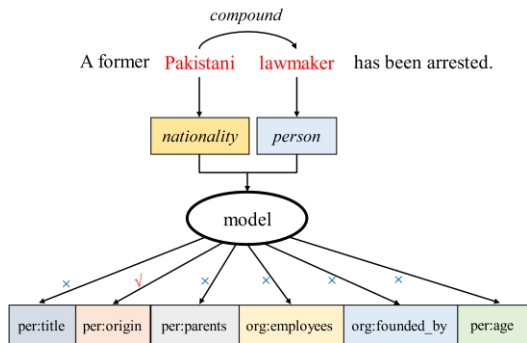 compound
A former Pakistani lawmaker has been arrested.
nationality person
model
× √ × × × ×
per:title per:origin per:parents org:employees org:founded_by per:age